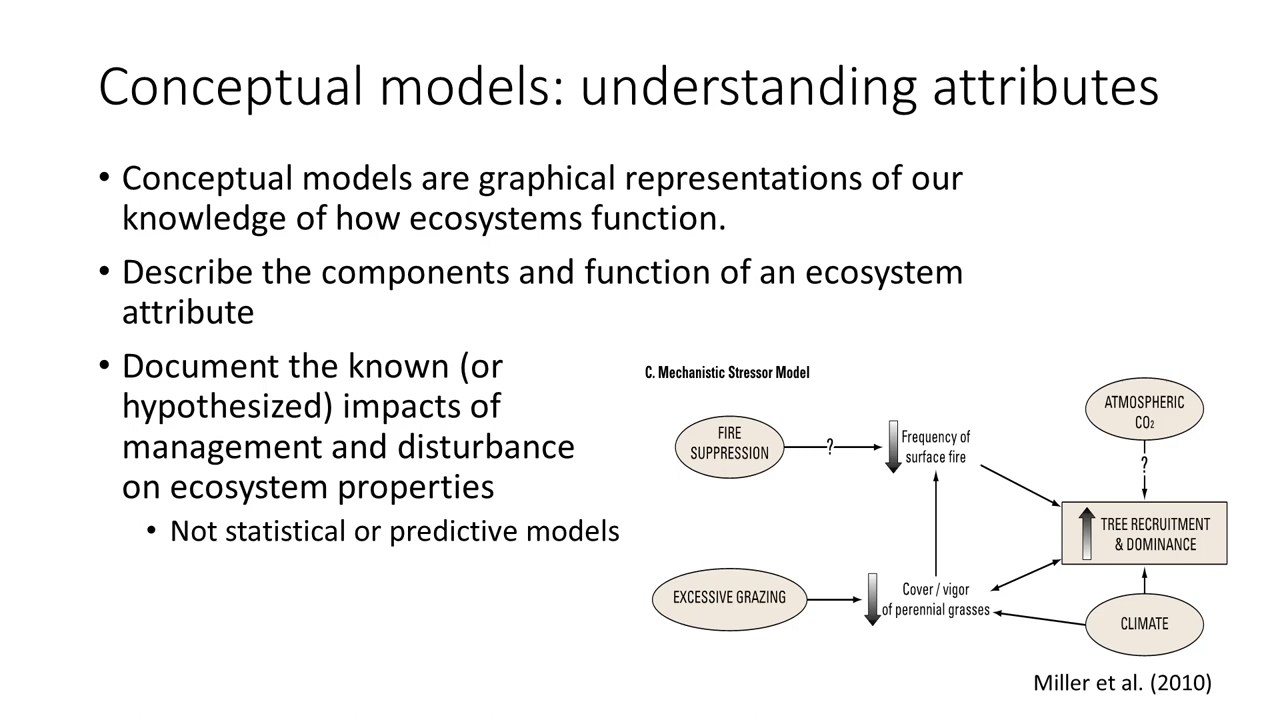 Conceptual models: understanding attributes
• Conceptual models are graphical representations of our
knowledge of how ecosystems function.
• Describe the components and function of an ecosystem
attribute
• Document the known (or
hypothesized) impacts of
management and disturbance
on ecosystem properties
• Not statistical or predictive models
C. Mechanistic Stressor Model
FIRE
SUPPRESSION
?
Frequency of
surface fire
ATMOSPHERIC
CO2
?
TREE RECRUITMENT
& DOMINANCE
EXCESSIVE GRAZING
Cover / vigor
of perennial grasses
CLIMATE
Miller et al. (2010)